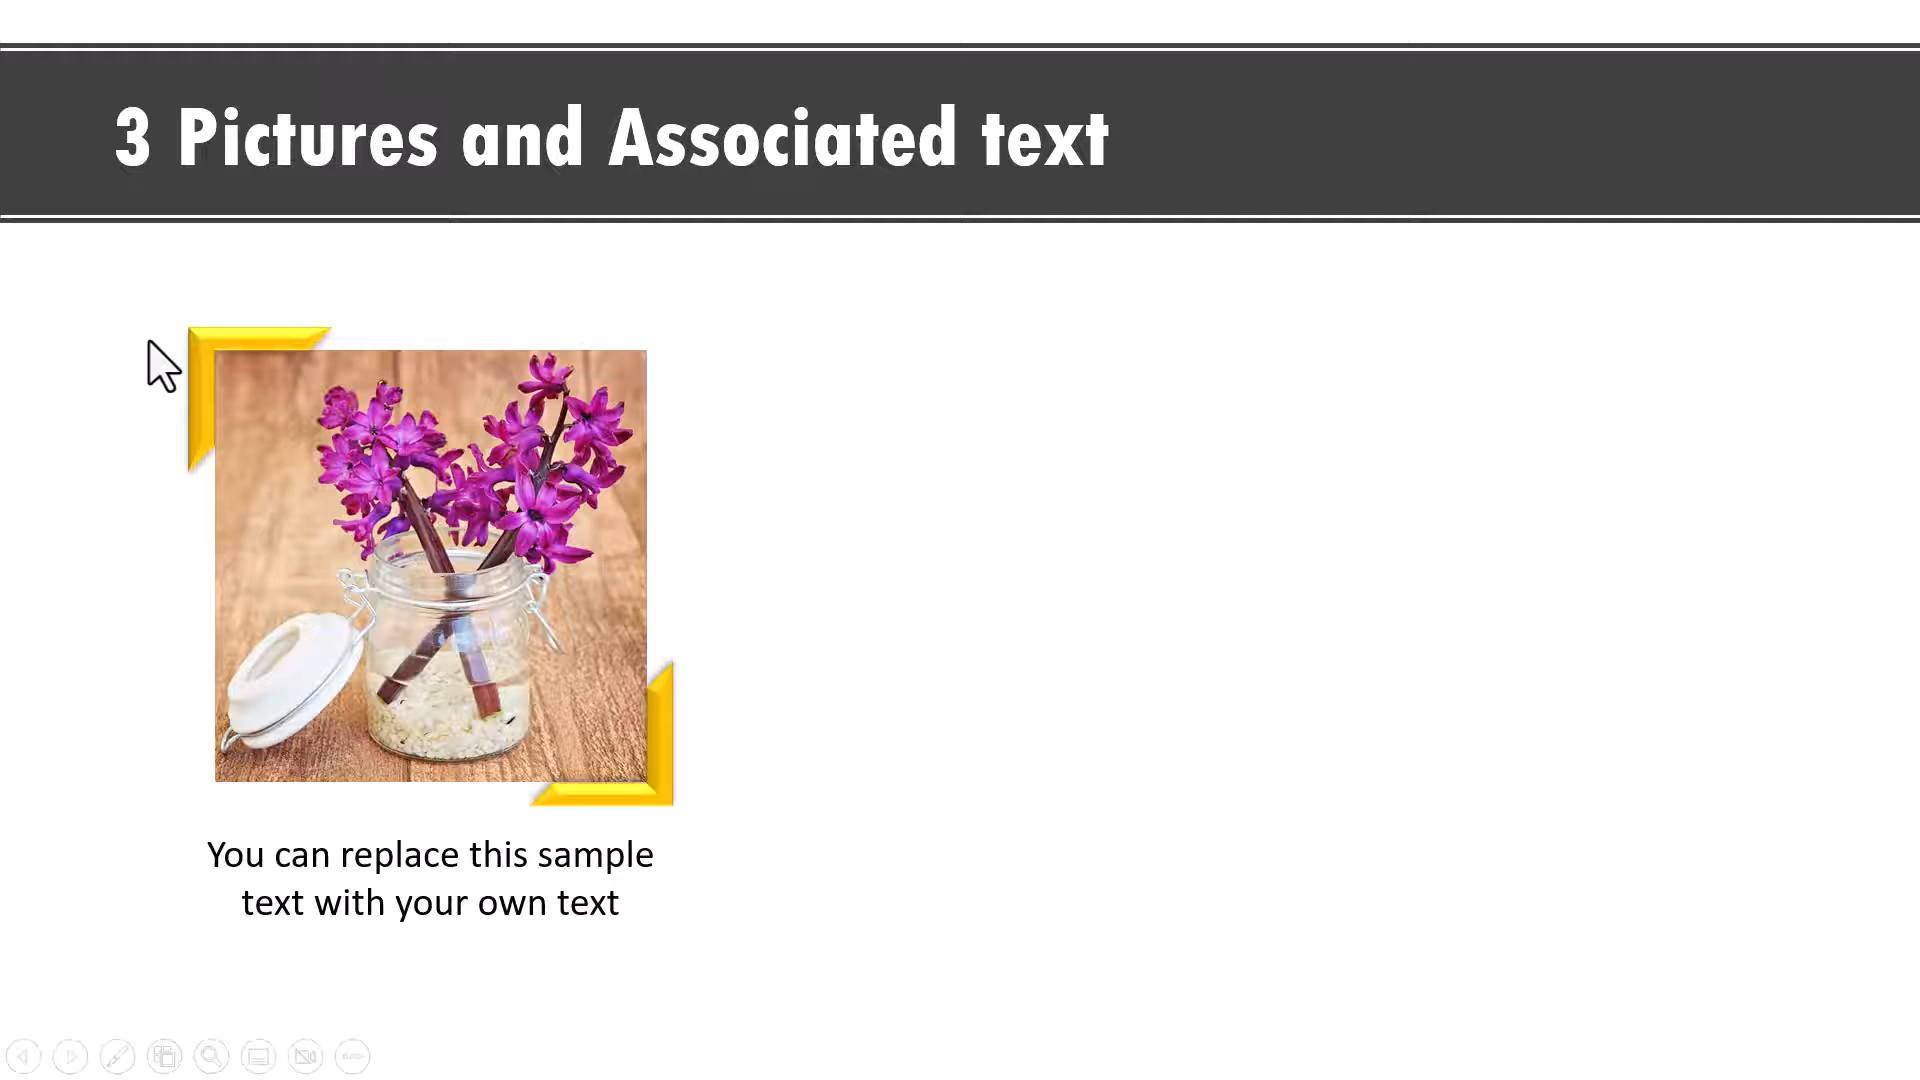 3 Pictures and Associated text
You can replace this sample
text with your own text